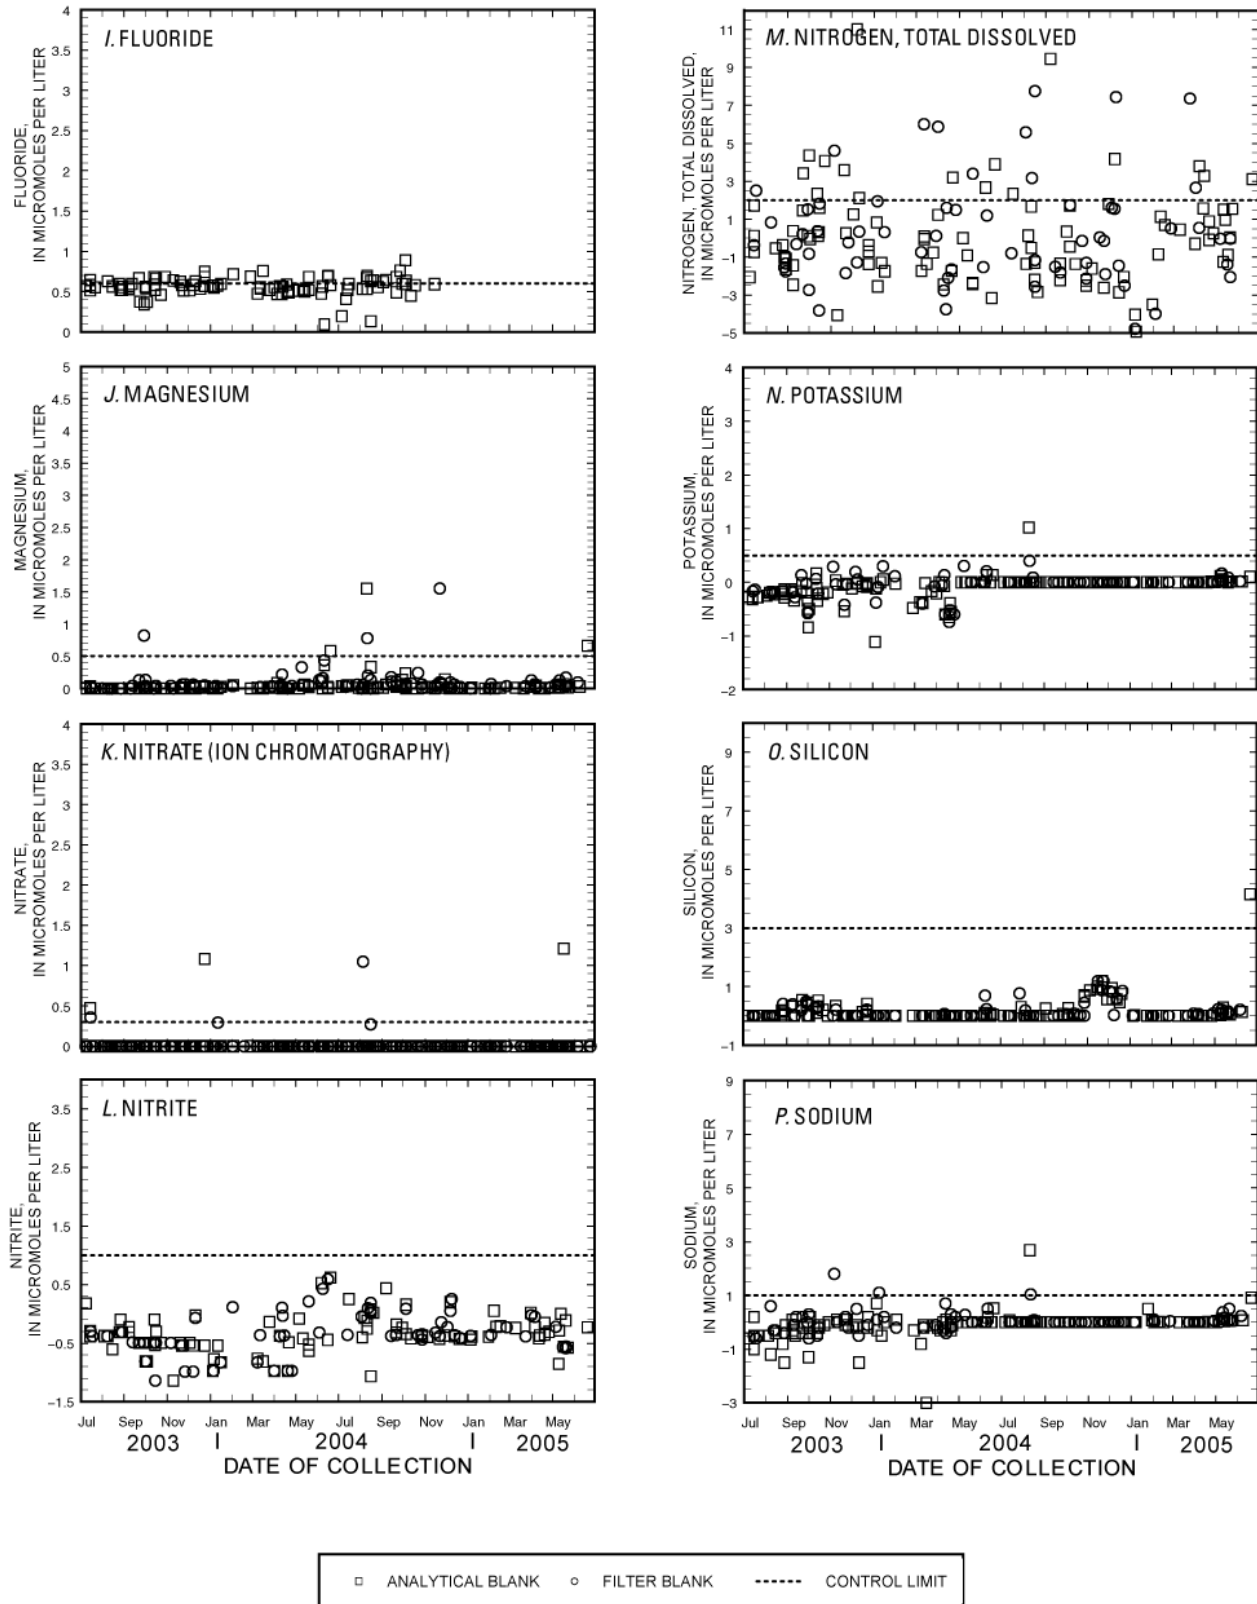 I. FLUORIDE
FLUORIDE,
IN MICROMOLES PER LITER
4
3.5
3
2.5
2
1.5
1
0.5
0
J. MAGNESIUM
MAGNESIUM,
IN MICROMOLES PER LITER
5
4.5
4
3.5
3
2.5
2
1.5
1
0.5
0
K. NITRATE (ION CHROMATOGRAPHY)
NITRATE,
IN MICROMOLES PER LITER
4
3.5
3
2.5
2
1.5
1
0.5
0
L. NITRITE
NITRITE,
IN MICROMOLES PER LITER
3.5
2.5
1.5
0.5
−0.5
−1.5
Jul Sep Nov Jan Mar May Jul Sep Nov Jan Mar May
2003 2004 2005
DATE OF COLLECTION
M. NITROGEN, TOTAL DISSOLVED
NITROGEN, TOTAL DISSOLVED,
IN MICROMOLES PER LITER
11
9
7
5
3
1
−1
−3
−5
N. POTASSIUM
POTASSIUM,
IN MICROMOLES PER LITER
4
3
2
1
0
−1
−2
O. SILICON
SILICON,
IN MICROMOLES PER LITER
9
7
5
3
1
−1
P. SODIUM
SODIUM,
IN MICROMOLES PER LITER
9
7
5
3
1
−1
−3
Jul Sep Nov Jan Mar May Jul Sep Nov Jan Mar May
2003 2004 2005
DATE OF COLLECTION
ANALYTICAL BLANK FILTER BLANK CONTROL LIMIT